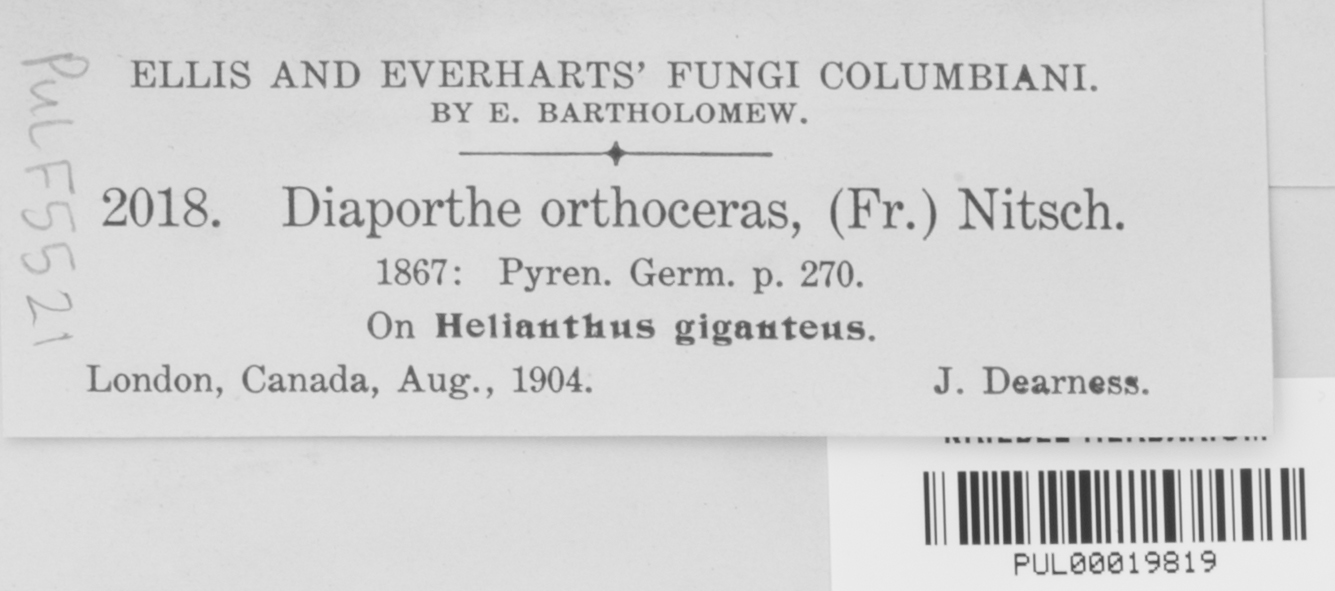 ELLIS AND EVERHARTS' FUNGI COLUMBIANI.
BY E. BARTHOLOMEW.
2018. Diaporthe orthoceras, (Fr.) Nitsch.
1867: Pyren. Germ. p. 270.
On Helianthus giganteus.
London, Canada, Aug., 1904. J. Dearness.
PUL F5521
PUL00019819